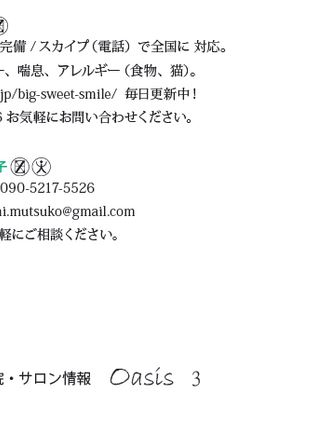 完備 / スカイプ（電話）で全国に 対応。
ー、喘息、アレルギー（食物、猫）。
jp/big-sweet-smile/ 毎日更新中！
6 お気軽にお問い合わせください。
子
090-5217-5526
ni.mutsuko@gmail.com
軽にご相談ください。
院・サロン情報 Oasis 3